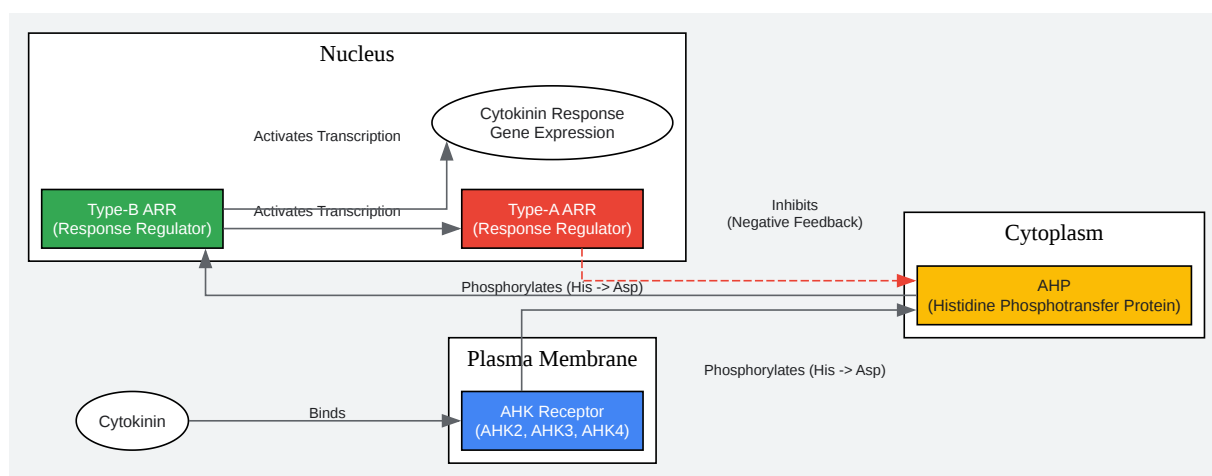 Nucleus
Cytokinin Response
Gene Expression
Activates Transcription
Type-B ARR
(Response Regulator)
Activates Transcription
Type-A ARR
(Response Regulator)
Inhibits
(Negative Feedback)
Cytoplasm
AHP
(Histidine Phosphotransfer Protein)
Phosphorylates (His -> Asp)
Plasma Membrane
Phosphorylates (His -> Asp)
Cytokinin
Binds
AHK Receptor
(AHK2, AHK3, AHK4)